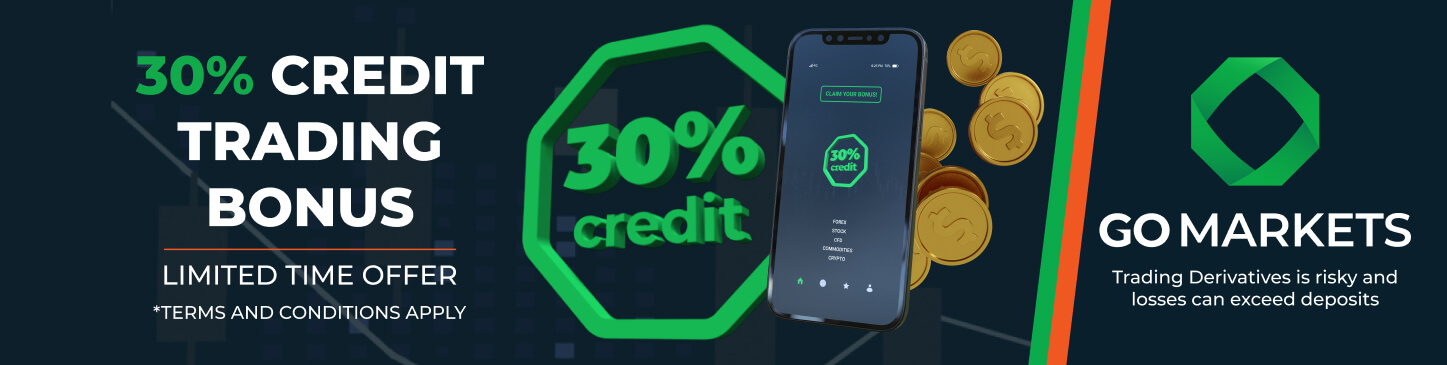 30% CREDIT
TRADING
BONUS
LIMITED TIME OFFER
*TERMS AND CONDITIONS APPLY
30%
credit
CLAIM YOUR BONUS!
30%
credit
FOREX
STOCK
CFD
COMMODITIES
CRYPTO
GO MARKETS
Trading Derivatives is risky and
losses can exceed deposits